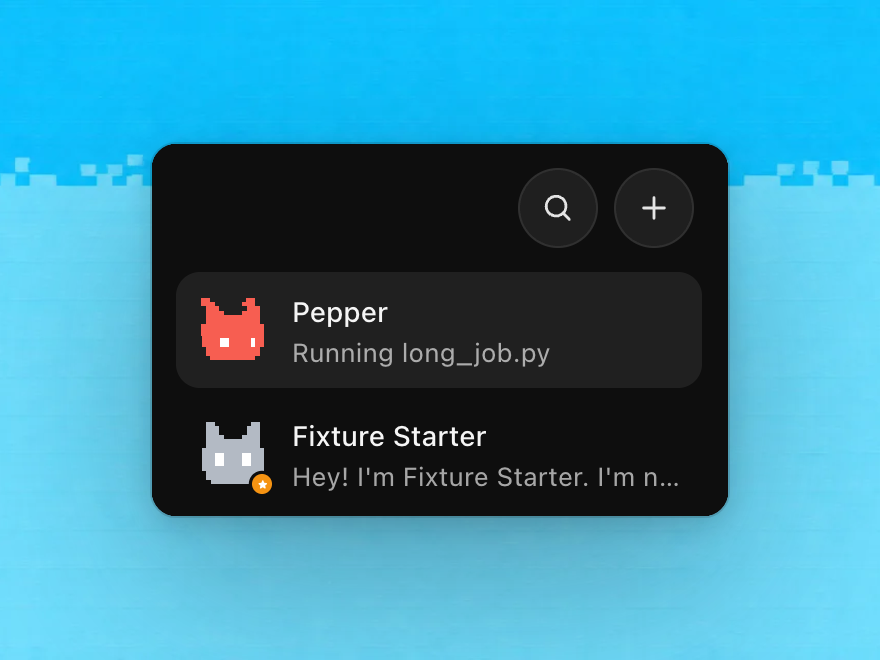 Pepper
Running long_job.py
Fixture Starter
Hey! I'm Fixture Starter. I'm n...